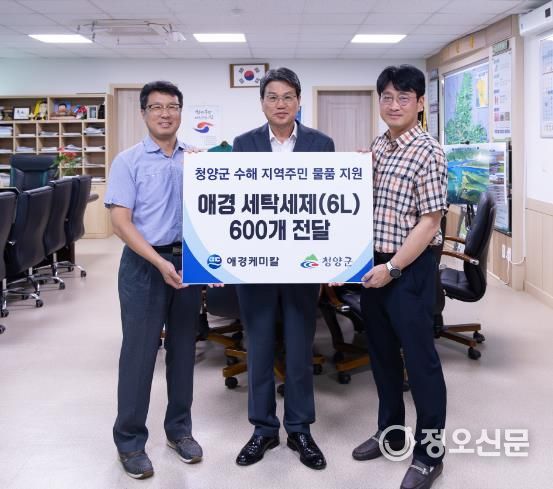 청양군 수해 지역주민 물품 지원
애경 세탁세제(6L)
600개 전달
애경케미칼
청양군
정오신문